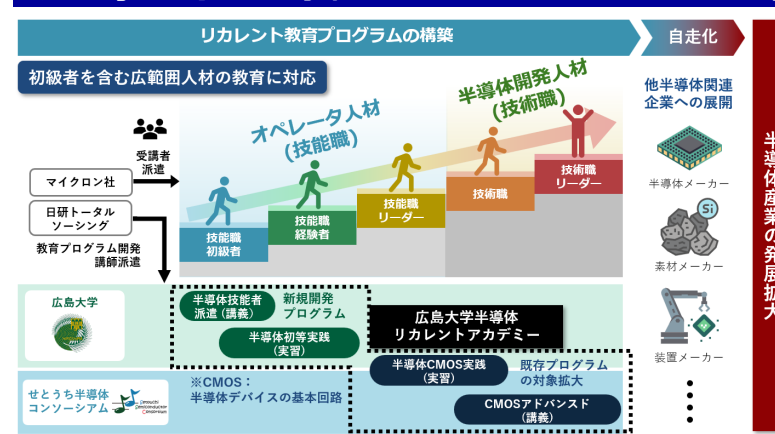 リカレント教育プログラムの構築
自走化
初級者を含む広範囲人材の教育に対応
オペレータ人材
(技能職)
半導体開発人材
(技術職)
他半導体関連
企業への展開
受講者
派遣
マイクロン社
日研トータル
ソーシング
教育プログラム開発
講師派遣
技能職
初級者
技能職
経験者
技能職
リーダー
技術職
技術職
リーダー
半導体メーカー
Si
素材メーカー
装置メーカー
半導体産業の発展拡大
広島大学
半導体技能者
派遣(講義)
新規開発
プログラム
半導体初等実践
(実習)
広島大学半導体
リカレントアカデミー
半導体CMOS実践
(実習)
既存プログラム
の対象拡大
CMOSアドバンスド
(講義)
せとうち半導体
コンソーシアム
Setouchi
Semiconductor
Consortium
※CMOS：
半導体デバイスの基本回路